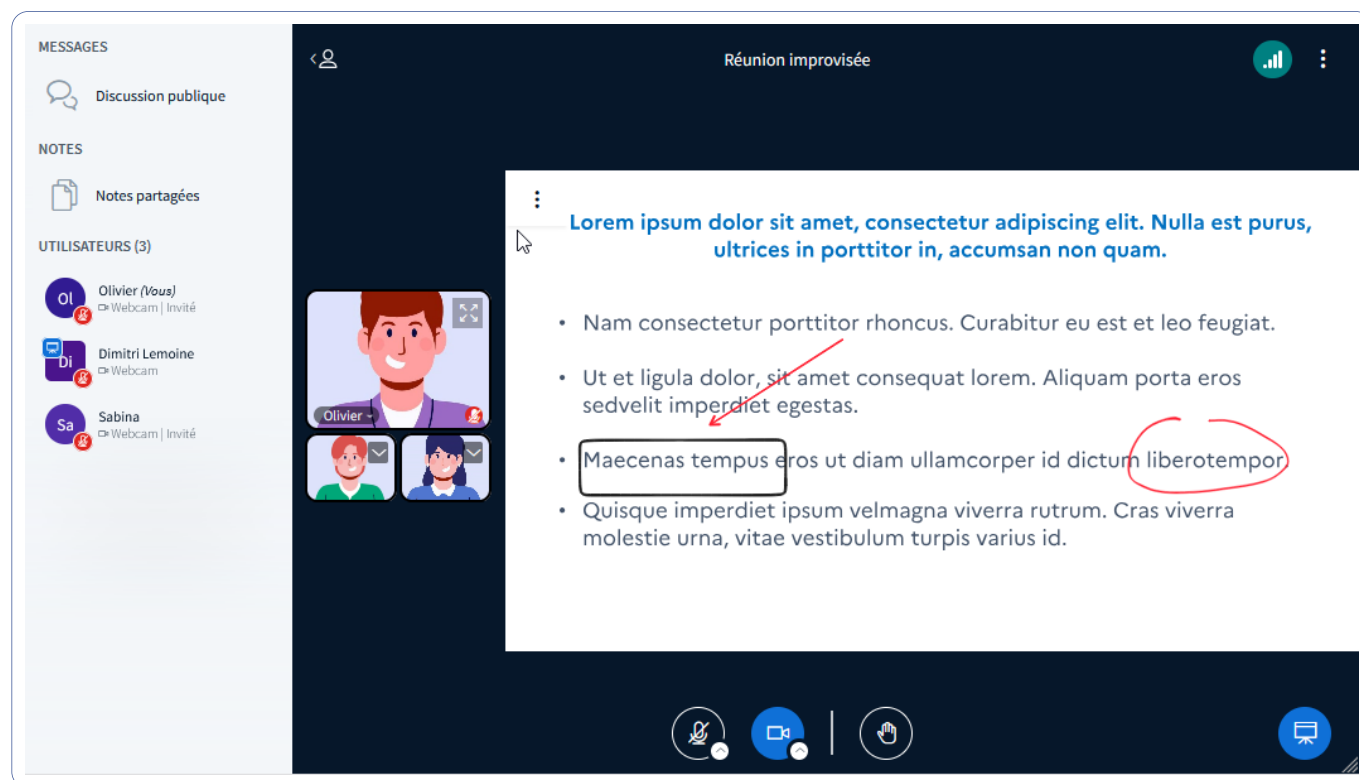 MESSAGES
Discussion publique
NOTES
Notes partagées
UTILISATEURS (3)
Ol
Olivier (Vous)
Webcam | Invité
Di
Dimitri Lemoine
Webcam
Sa
Sabina
Webcam | Invité
Réunion improvisée
Olivier
Lorem ipsum dolor sit amet, consectetur adipiscing elit. Nulla est purus,
ultrices in porttitor in, accumsan non quam.
• Nam consectetur porttitor rhoncus. Curabitur eu est et leo feugiat.
• Ut et ligula dolor, sit amet consequat lorem. Aliquam porta eros
sedvelit imperdiet egestas.
• Maecenas tempus eros ut diam ullamcorper id dictum liberotempor.
• Quisque imperdiet ipsum velmagna viverra rutrum. Cras viverra
molestie urna, vitae vestibulum turpis varius id.